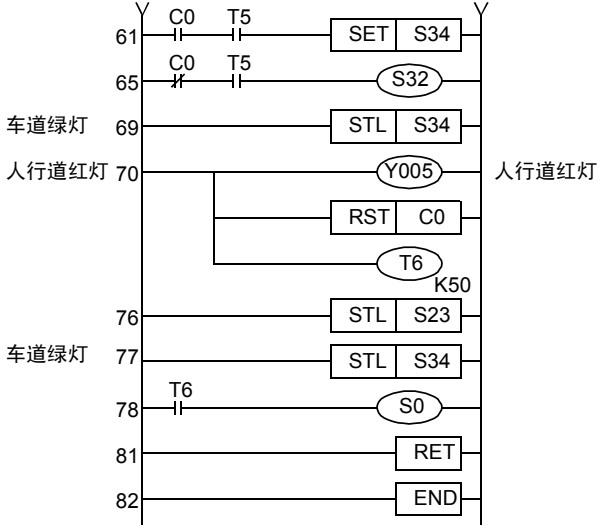 C0 T5
61 SET S34
C0 T5
65 S32
车道绿灯 69 STL S34
人行道红灯 70 Y005 人行道红灯
RST C0
T6
K50
76 STL S23
车道绿灯 77 STL S34
T6
78 S0
81 RET
82 END